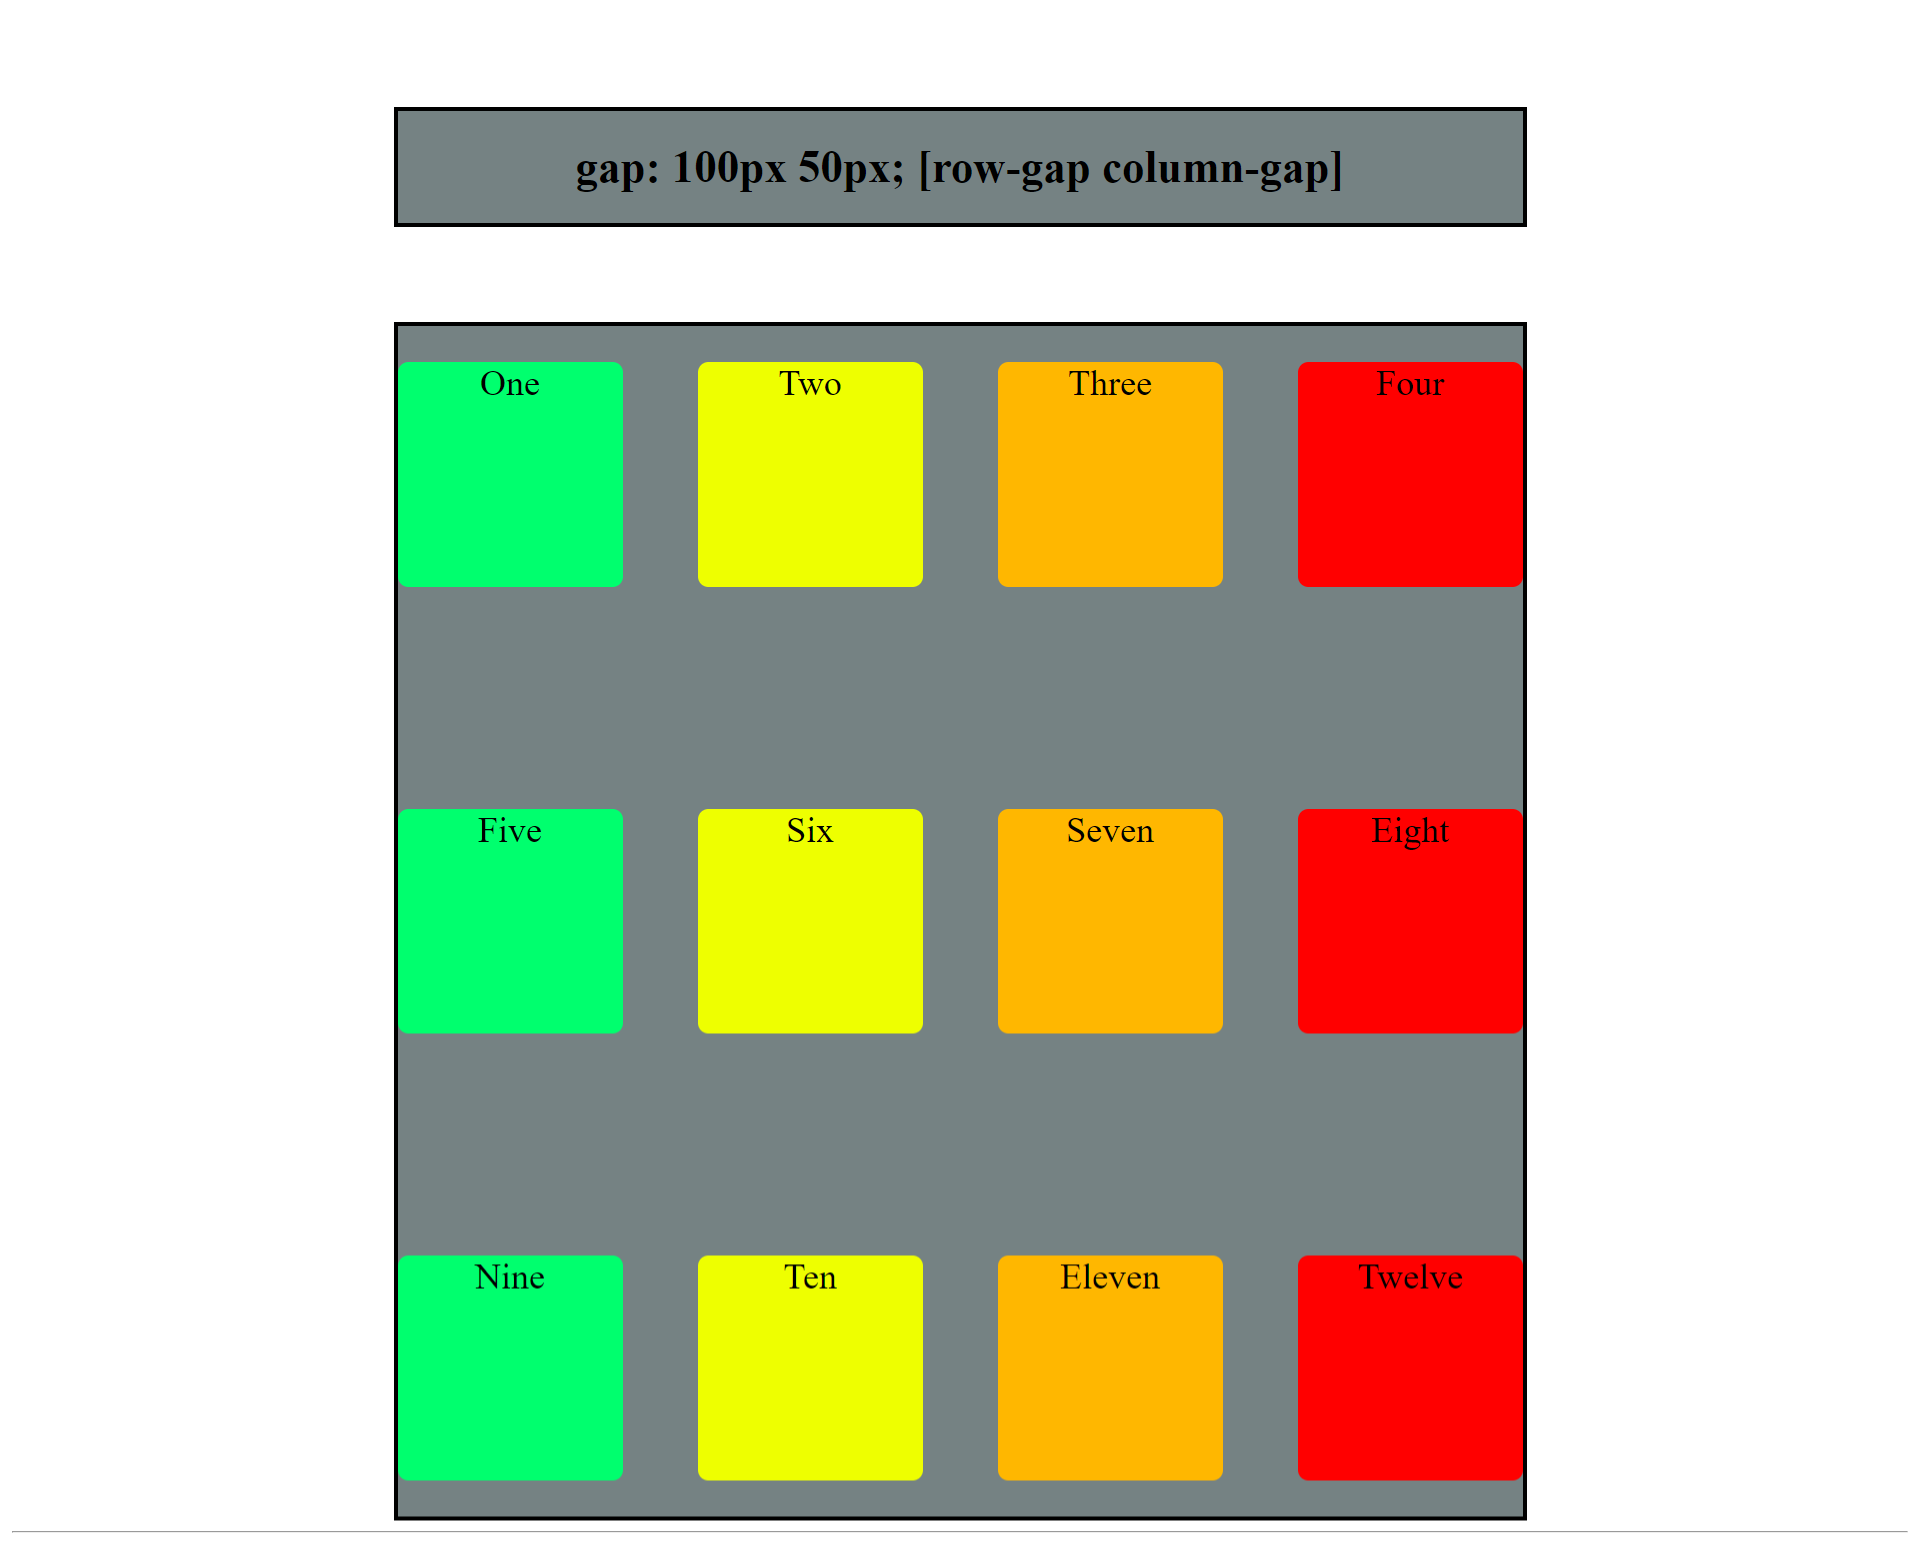 gap: 100px 50px; [row-gap column-gap]
One Two Three Four
Five Six Seven Eight
Nine Ten Eleven Twelve